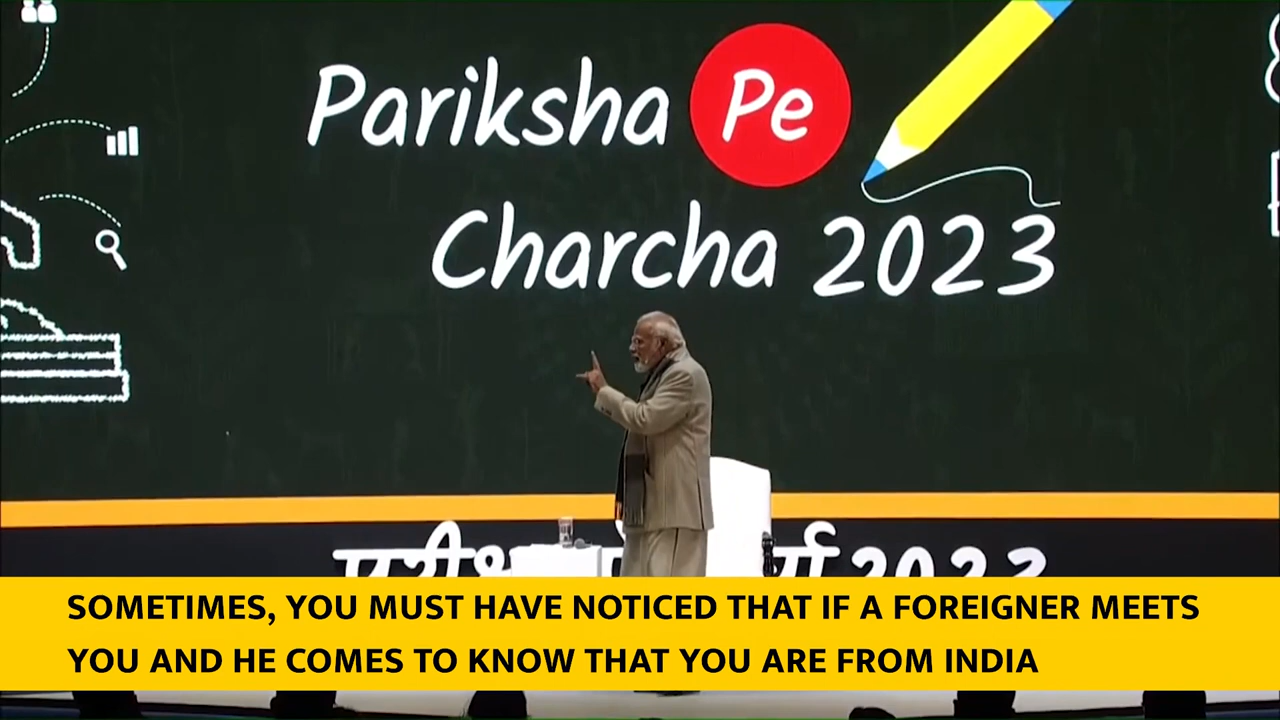 Pariksha Pe
Charcha 2023
2023
SOMETIMES, YOU MUST HAVE NOTICED THAT IF A FOREIGNER MEETS
YOU AND HE COMES TO KNOW THAT YOU ARE FROM INDIA